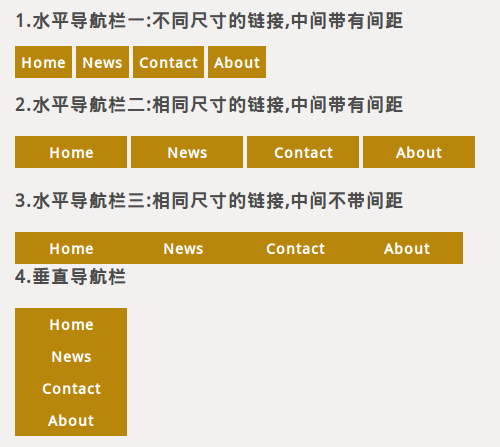 1.水平导航栏一:不同尺寸的链接,中间带有间距
Home News Contact About
2.水平导航栏二:相同尺寸的链接,中间带有间距
Home News Contact About
3.水平导航栏三:相同尺寸的链接,中间不带间距
Home News Contact About
4.垂直导航栏
Home
News
Contact
About